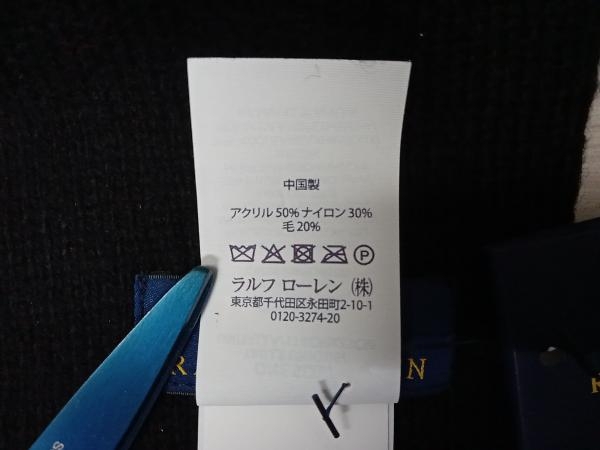 中国製
アクリル 50% ナイロン 30%
毛 20%
P
ラルフ ローレン (株)
東京都千代田区永田町2-10-1
0120-3274-20
R
N